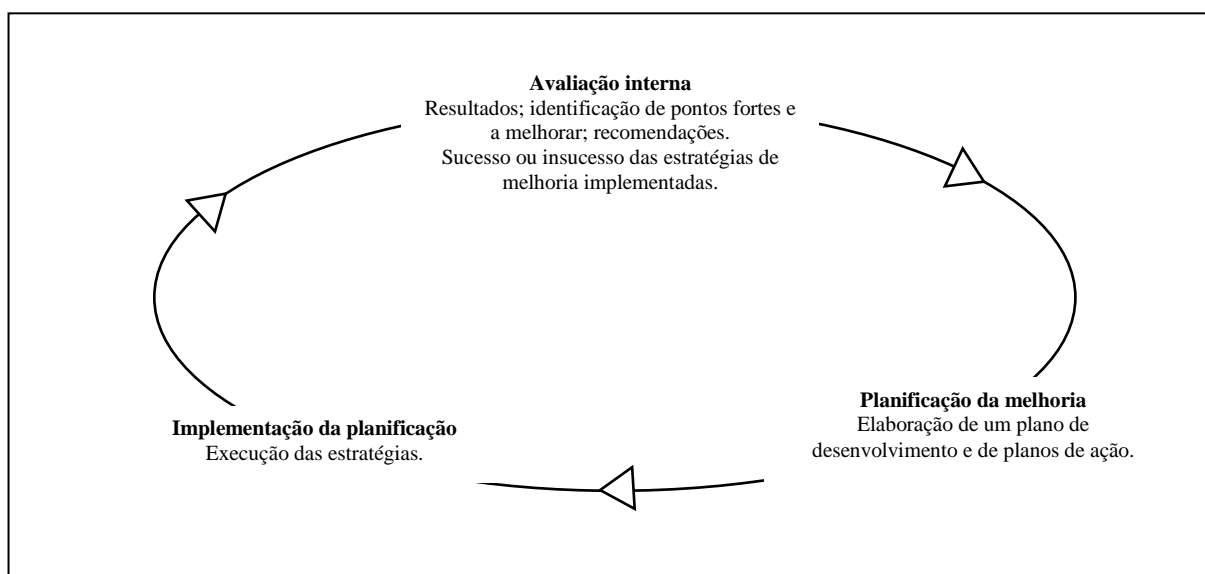 Avaliação interna
Resultados; identificação de pontos fortes e
a melhorar; recomendações.
Sucesso ou insucesso das estratégias de
melhoria implementadas.
Planificação da melhoria
Elaboração de um plano de
desenvolvimento e de planos de ação.
Implementação da planificação
Execução das estratégias.